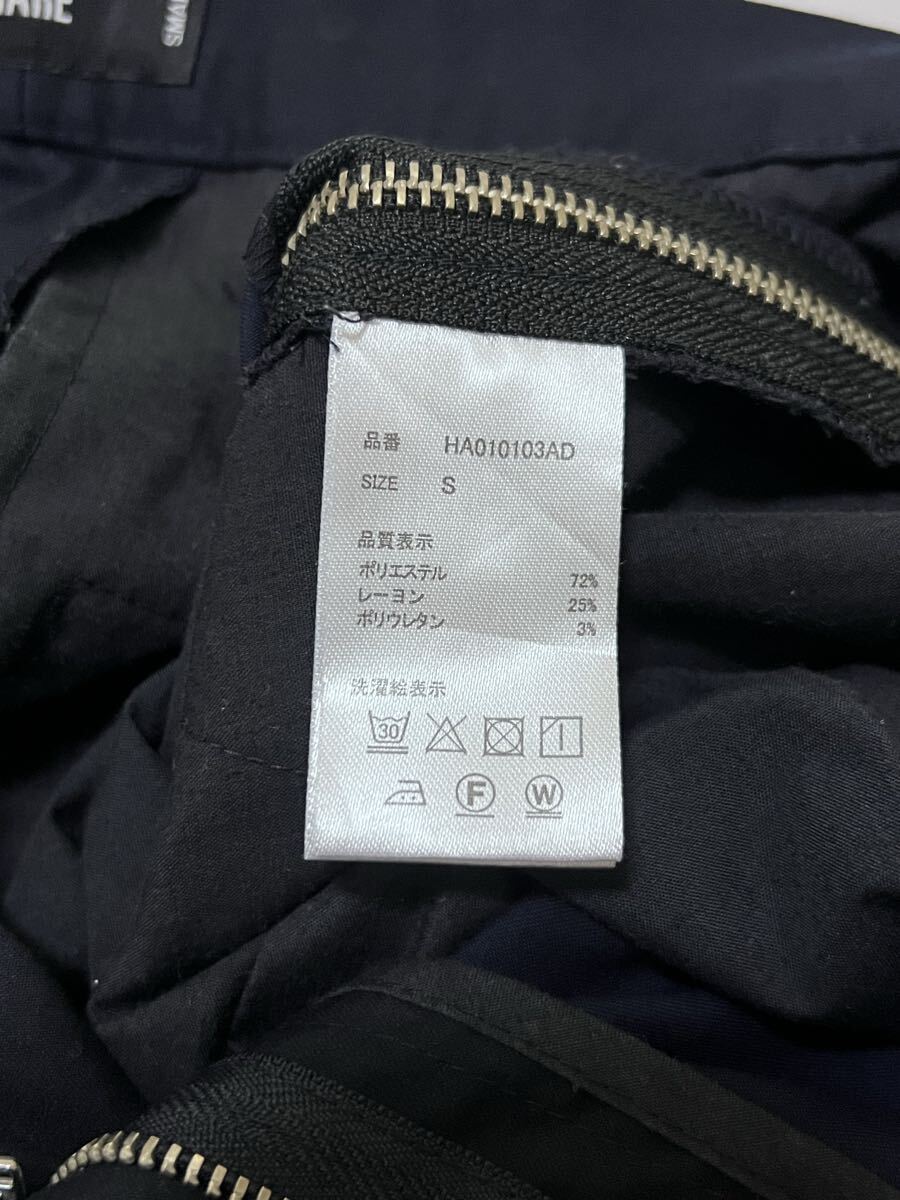 品番 HA010103AD
SIZE S
品質表示
ポリエステル 72%
レーヨン 25%
ポリウレタン 3%
洗濯絵表示
30
F W